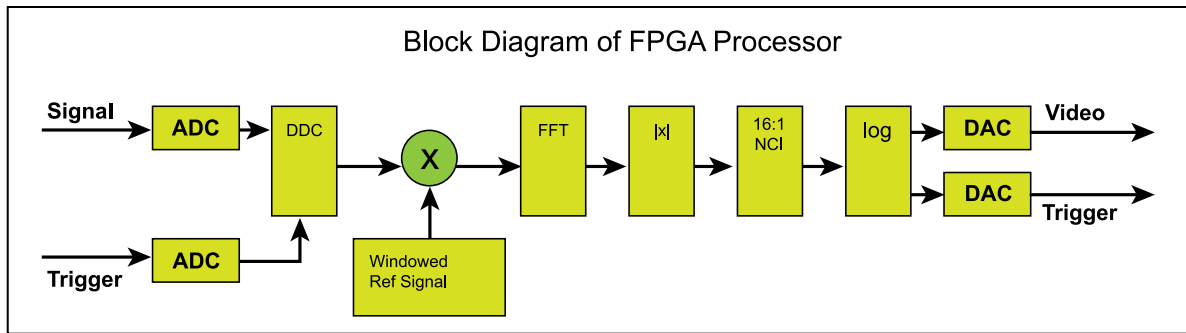 Block Diagram of FPGA Processor
Signal
ADC
DDC
X
FFT
|x|
16:1
NCI
log
DAC
Video
DAC
Trigger
Trigger
ADC
Windowed
Ref Signal